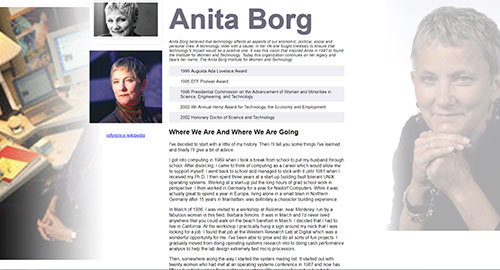 Anita Borg
Anita Borg believed that technology affects all aspects of our economic, political, social and
personal lives. A technology rebel with a cause, in her life she fought tirelessly to ensure that
technology's impact would be a positive one. It was this vision that inspired Anita in 1997 to found
the Institute for Women and Technology. Today this organization continues on her legacy and
bears her name, The Anita Borg Institute for Women and Technology.
1995 Augusta Ada Lovelace Award
1995 EFF Pioneer Award
1996 Presidential Commission on the Advancement of Women and Minorities in
Science, Engineering, and Technology
2002 8th Annual Heinz Award for Technology, the Economy and Employment
2002 Honorary Doctor of Science and Technology
reference wikipedia
Where We Are And Where We Are Going
I've decided to start with a little of my history. Then I'll tell you some things I've learned
and finally I'll give a bit of advice.
I got into computing in 1969 when I took a break from school to put my husband through
school. After divorcing, I came to think of computing as a career which would allow me
to support myself. I went back to school and managed to stick with it until 1981 when I
received my Ph.D. I then spent three years at a startup building fault tolerant UNIX
operating systems. Working at a startup put the long hours of grad school work in
perspective. I then worked in Germany for a year for Nixdorf Computers. While it was
actually great to spend a year in Europe, living alone in a small town in Northern
Germany after 15 years in Manhattan, was definitely a character building experience.
In March of 1986, I was invited to a workshop at Asilomar, near Monterey, run by a
fabulous woman in this field, Barbara Simons. It was in March and I'd never lived
anywhere that you could walk on the beach barefoot in March. I decided that I had to
live in California. At the workshop I practically hung a sign around my neck that I was
looking for a job. I found that job at the Western Research Lab at Digital which was a
wonderful opportunity for me. I've been able to grow and do all sorts of fun projects. I
gradually moved from doing operating systems research into to doing cash performance
analysis to help the lab design extremely fast micro processors.
Then, somewhere along the way I started the systers mailing list. It started out with
twenty women who had met at an operating systems conference in 1987 and now has